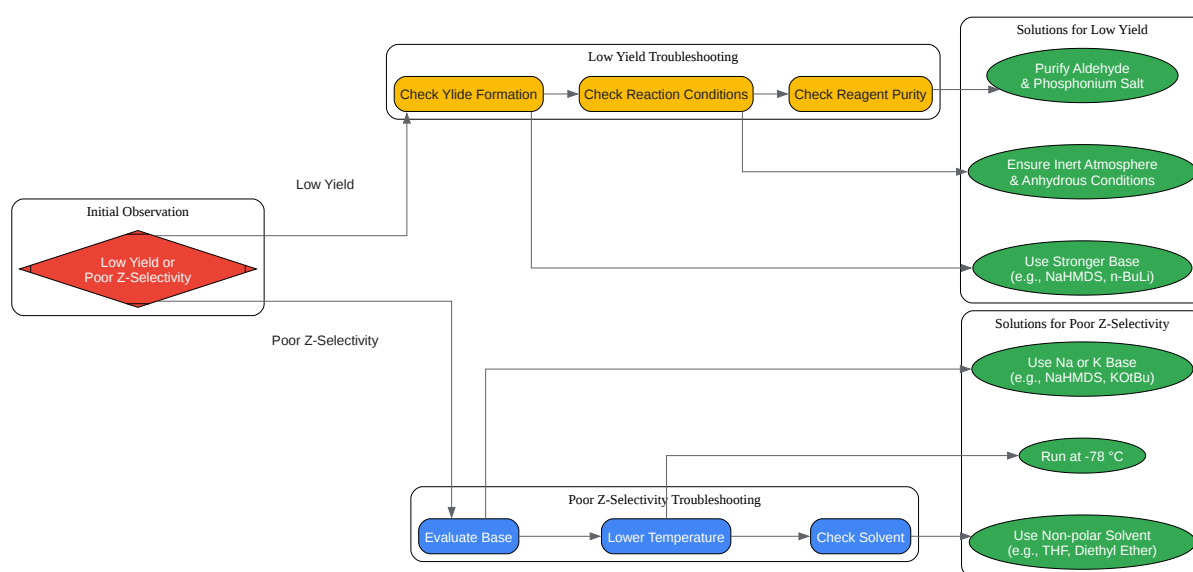 Initial Observation
Low Yield or
Poor Z-Selectivity
Low Yield
Poor Z-Selectivity
Low Yield Troubleshooting
Check Ylide Formation
Check Reaction Conditions
Check Reagent Purity
Solutions for Low Yield
Purify Aldehyde
& Phosphonium Salt
Ensure Inert Atmosphere
& Anhydrous Conditions
Use Stronger Base
(e.g., NaHMDS, n-BuLi)
Poor Z-Selectivity Troubleshooting
Evaluate Base
Lower Temperature
Check Solvent
Solutions for Poor Z-Selectivity
Use Na or K Base
(e.g., NaHMDS, KOtBu)
Run at -78 °C
Use Non-polar Solvent
(e.g., THF, Diethyl Ether)